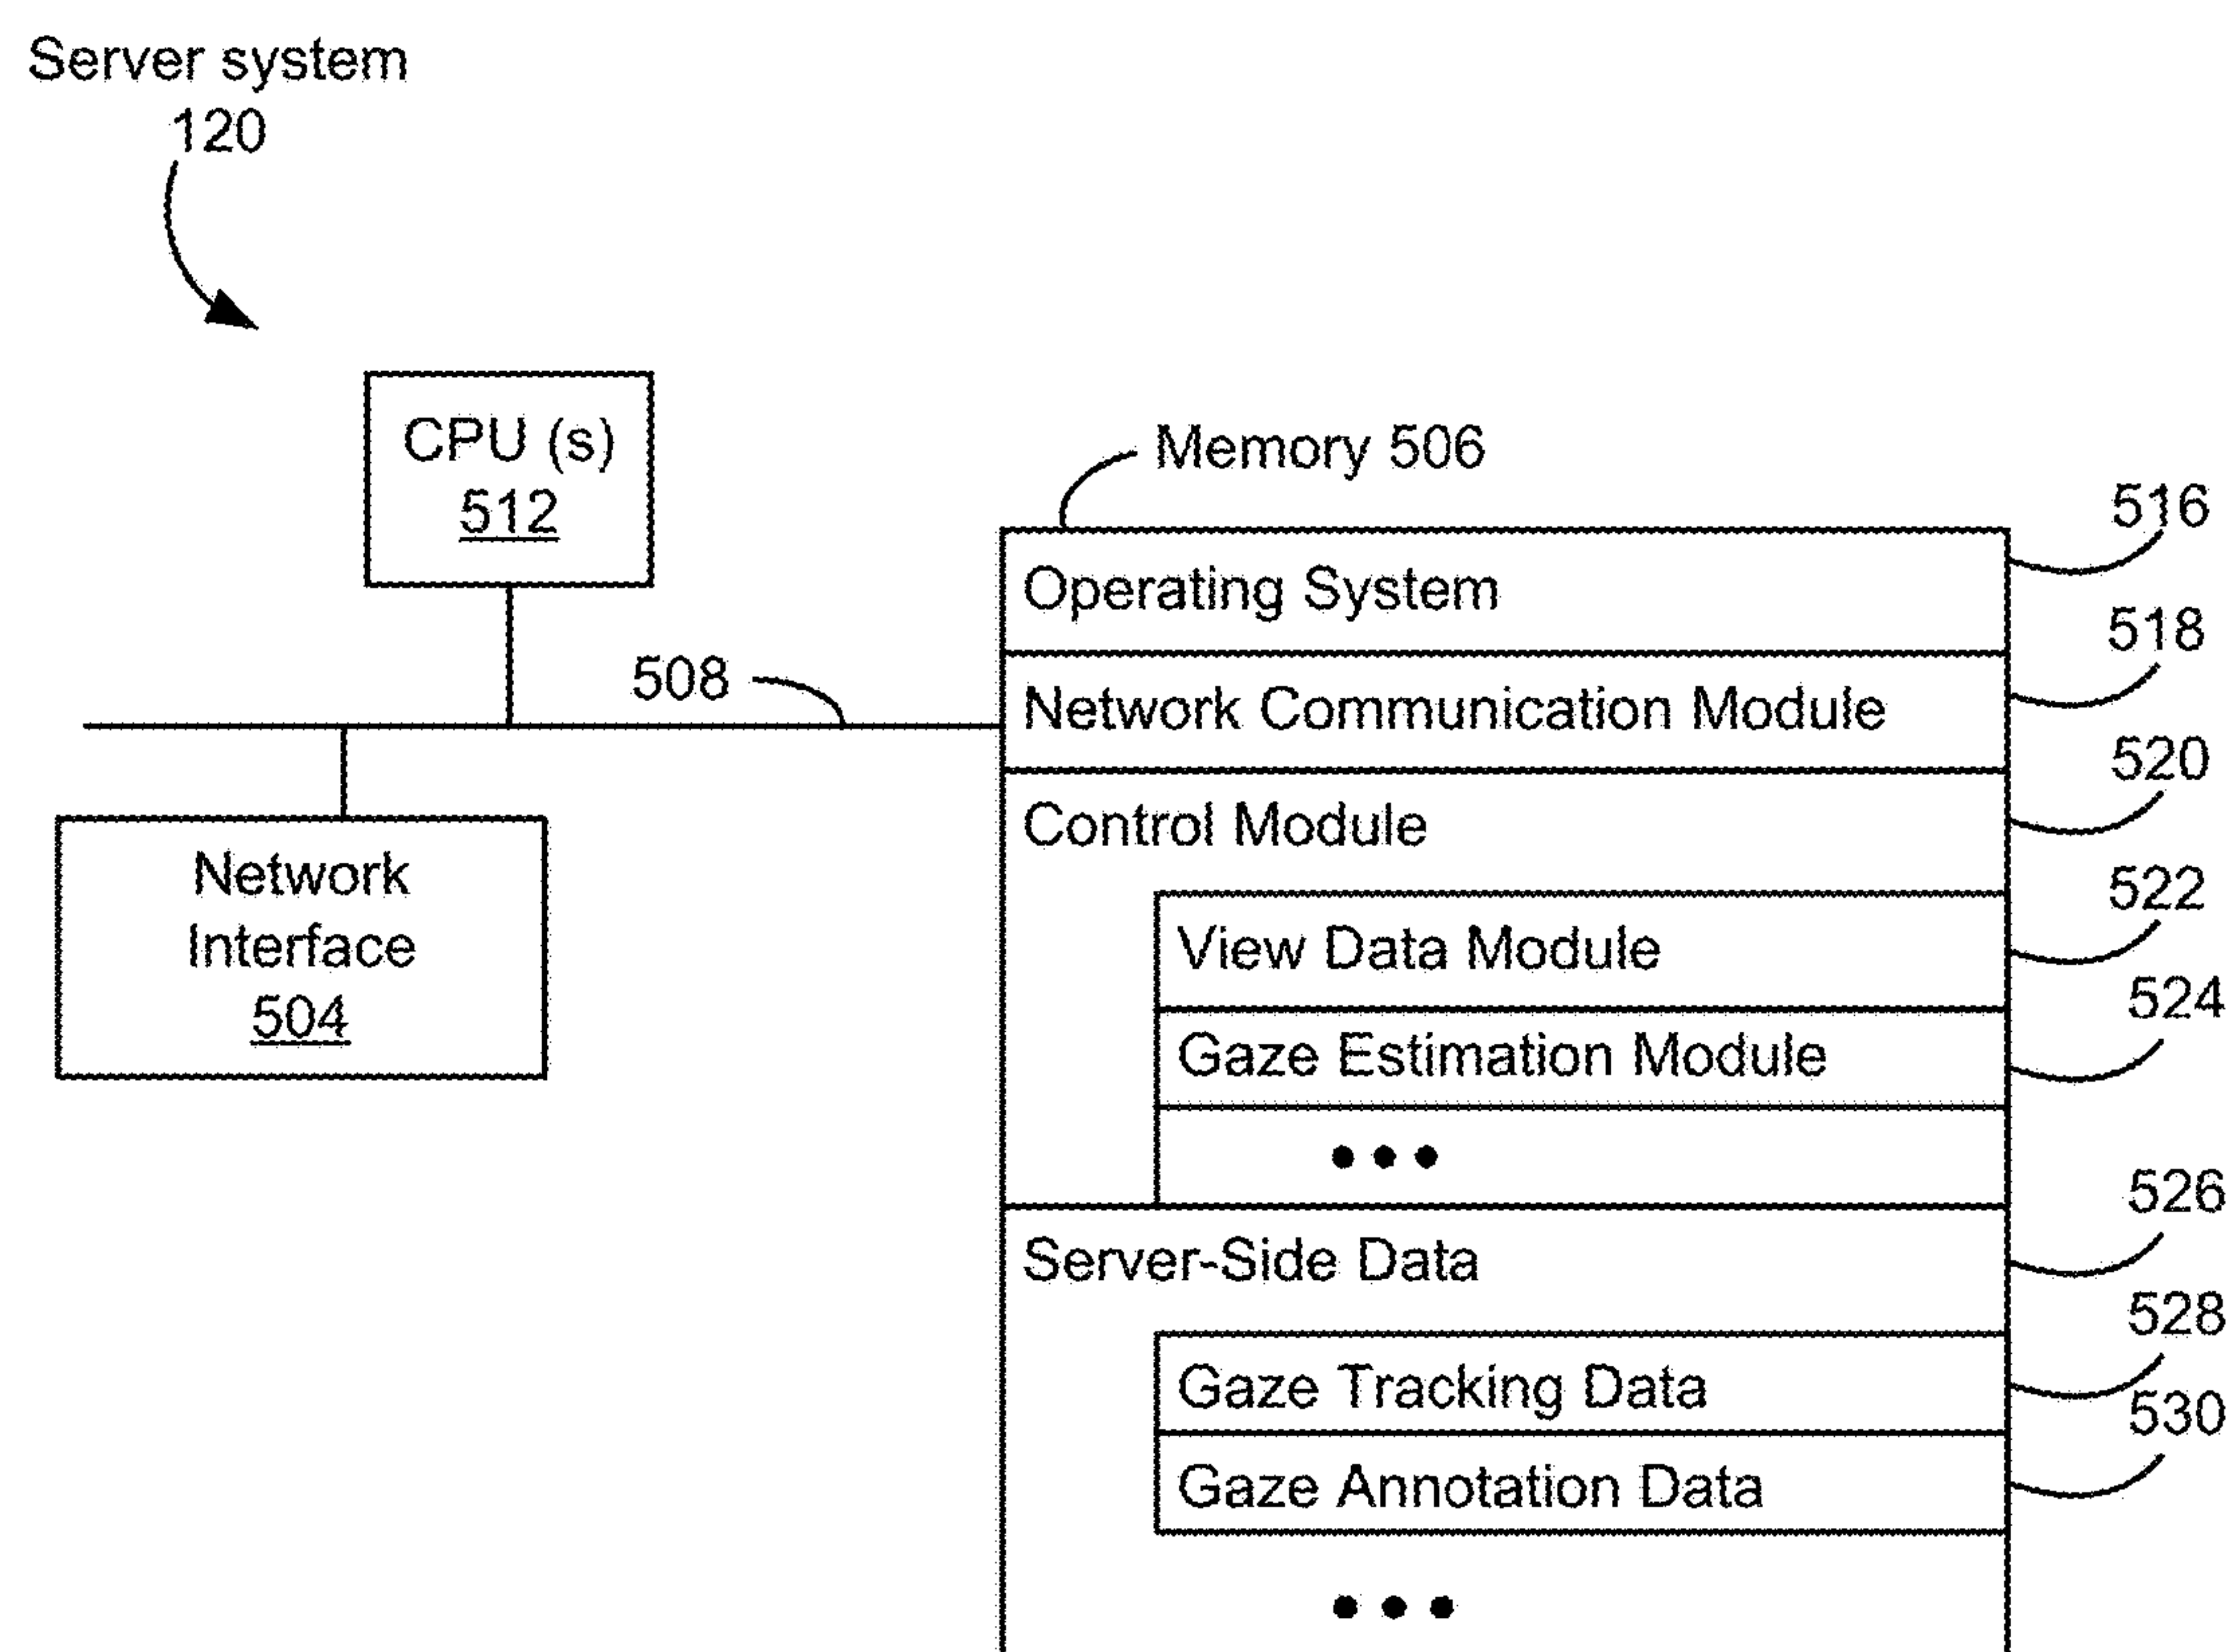 Server system
120
CPU (s)
512
Memory 506
516
Operating System
518
508
Network Communication Module
520
Control Module
Network
Interface
504
522
View Data Module
524
Gaze Estimation Module
•••
526
Server-Side Data
528
Gaze Tracking Data
530
Gaze Annotation Data
•••